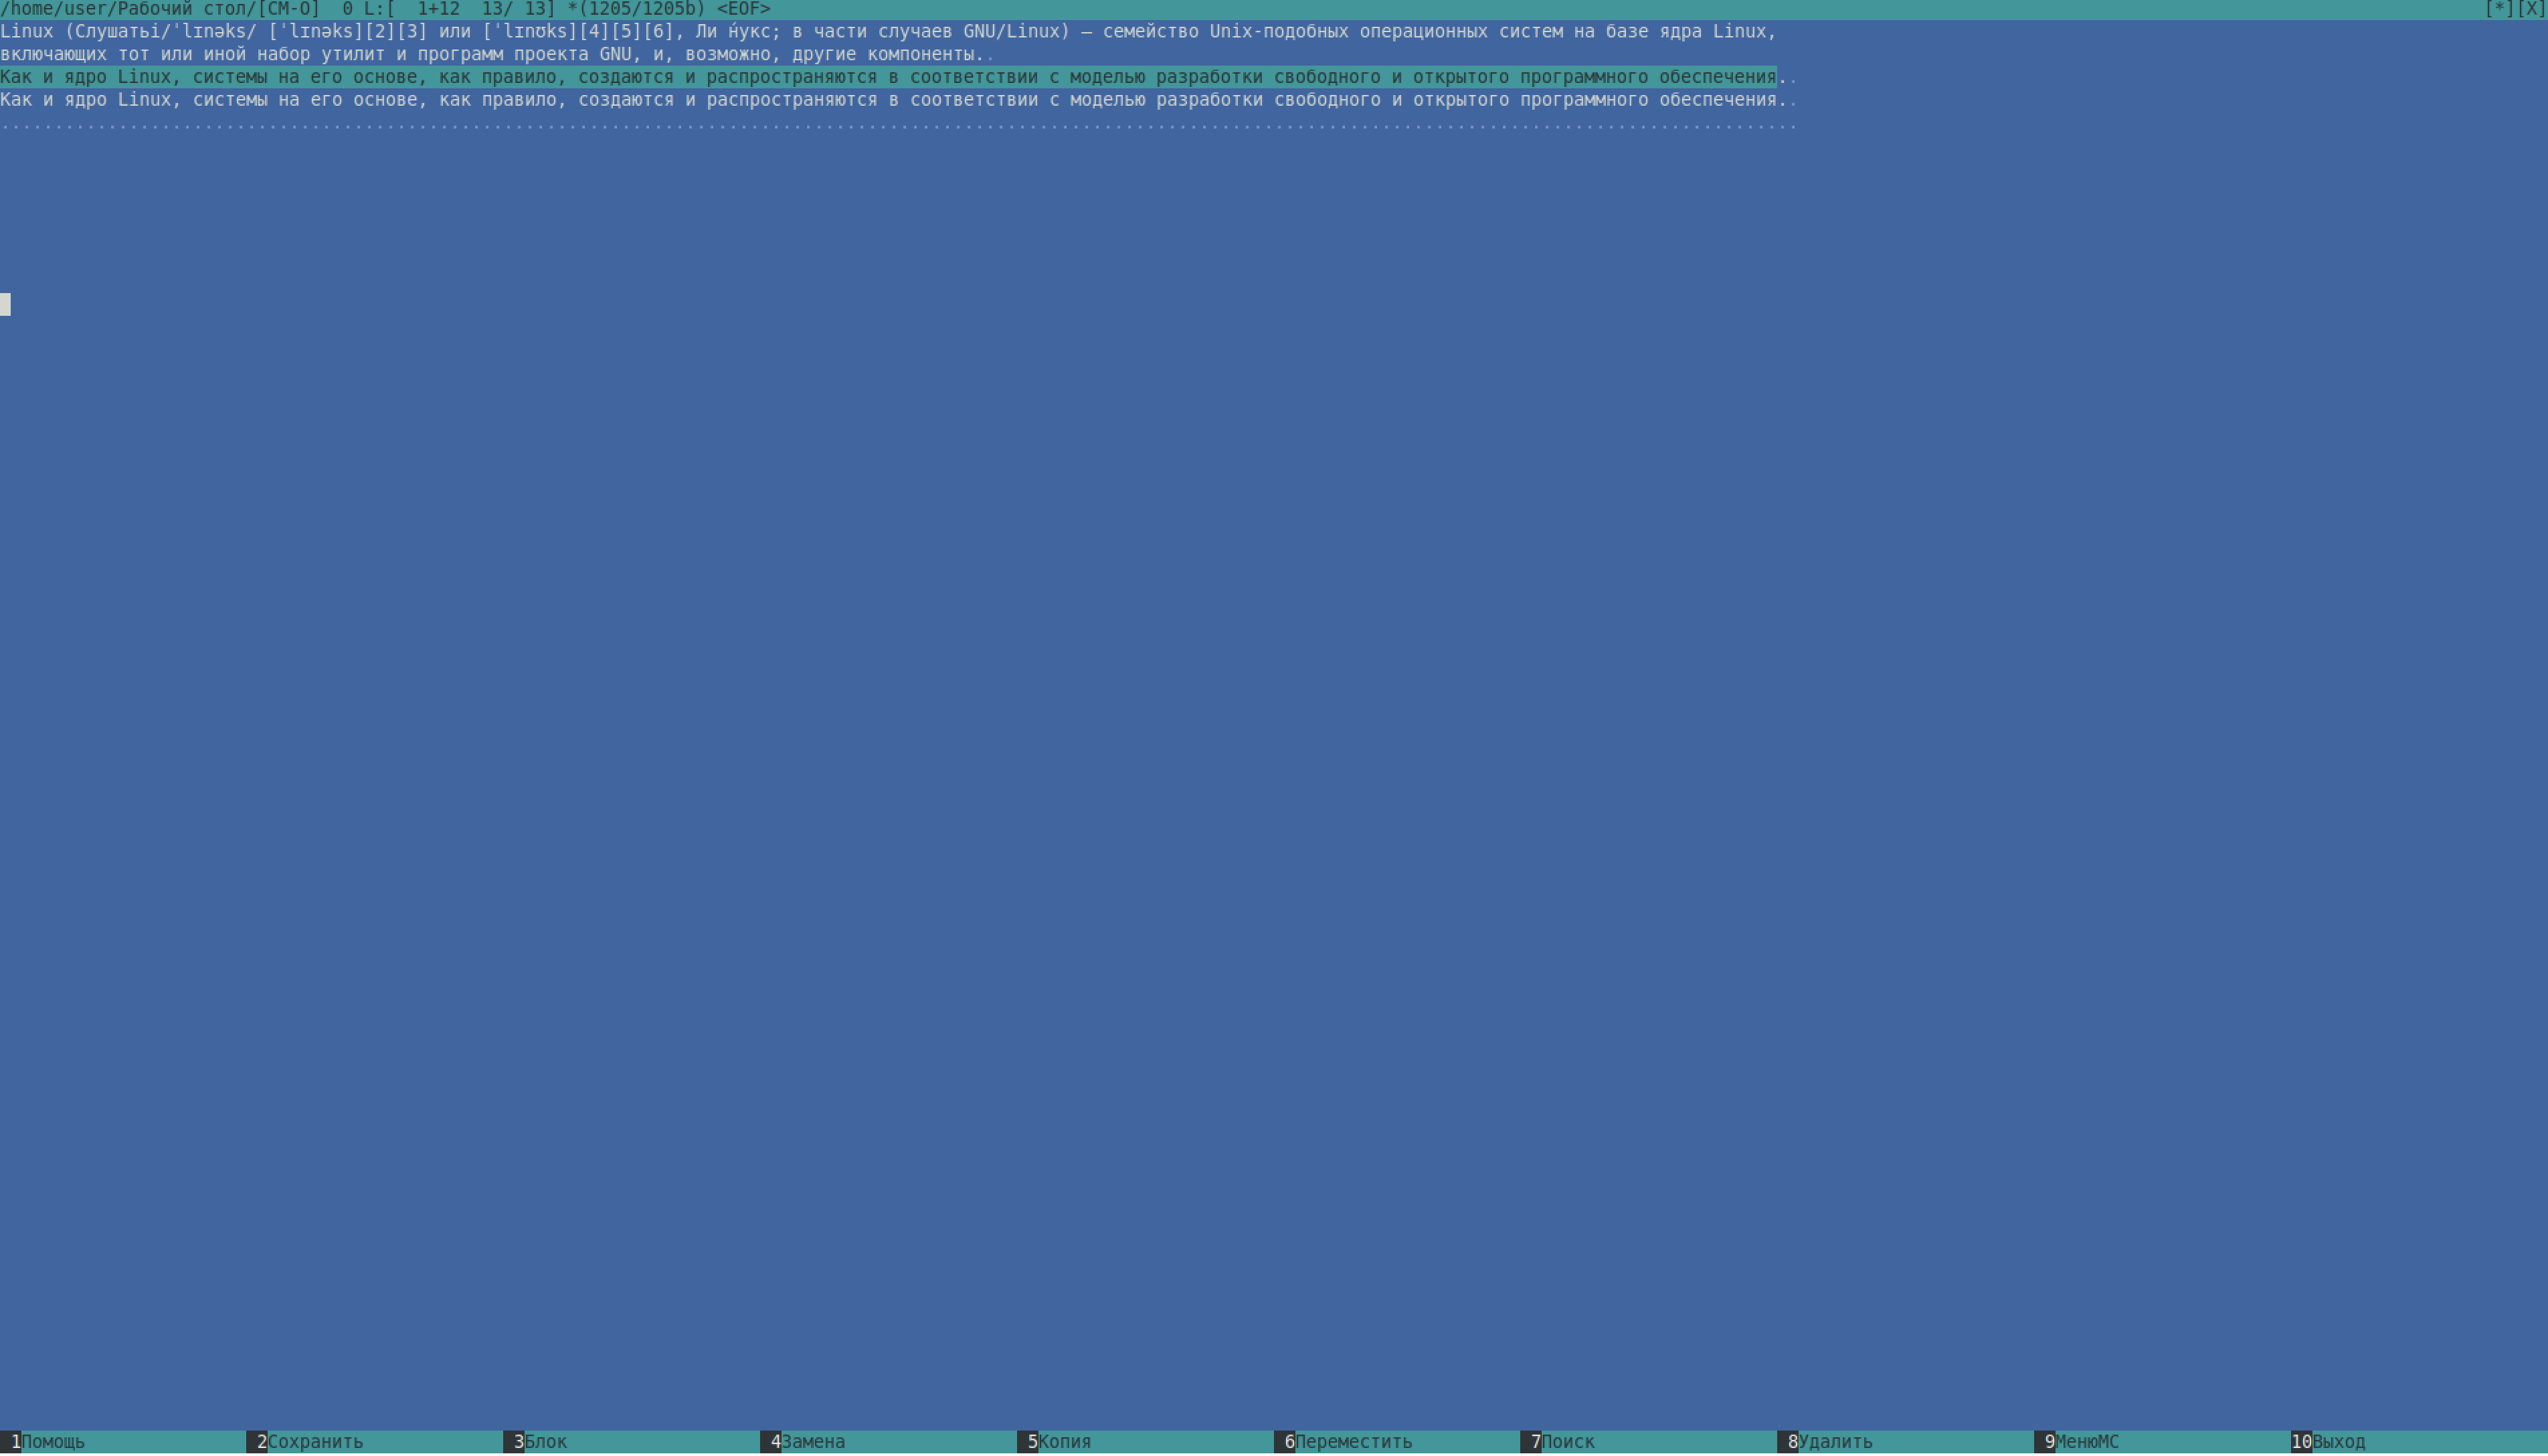 /home/user/Рабочий стол/[СМ-О]  0 L:[  1+12  13/ 13] *(1205/1205b) <EOF> [*][X]
Linux (Слушатьi/ˈlɪnəks/ [ˈlɪnəks][2][3] или [ˈlɪnʊks][4][5][6], Ли ́нукс; в части случаев GNU/Linux) — семейство Unix-подобных операционных систем на базе ядра Linux,
включающих тот или иной набор утилит и программ проекта GNU, и, возможно, другие компоненты..
Как и ядро Linux, системы на его основе, как правило, создаются и распространяются в соответствии с моделью разработки свободного и открытого программного обеспечения..
Как и ядро Linux, системы на его основе, как правило, создаются и распространяются в соответствии с моделью разработки свободного и открытого программного обеспечения..
1Помощь 2Сохранить 3Блок 4Замена 5Копия 6Переместить 7Поиск 8Удалить 9МенюMC 10Выход